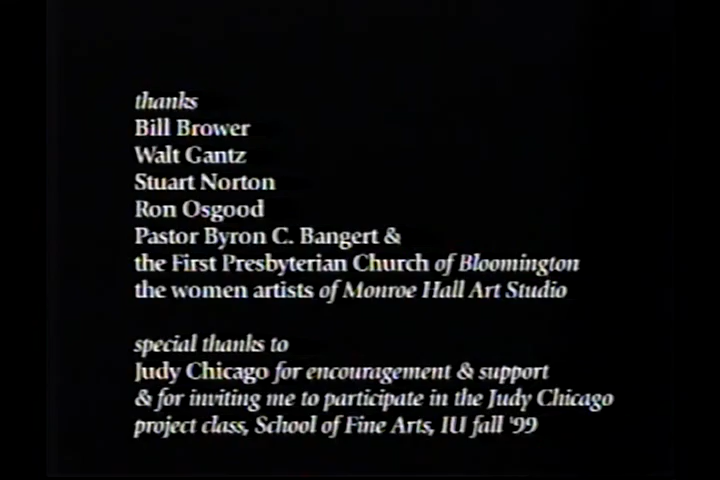 thanks
Bill Brower
Walt Gantz
Stuart Norton
Ron Osgood
Pastor Byron C. Bangert &
the First Presbyterian Church of Bloomington
the women artists of Monroe Hall Art Studio
special thanks to
Judy Chicago for encouragement & support
& for inviting me to participate in the Judy Chicago
project class, School of Fine Arts, IU fall '99